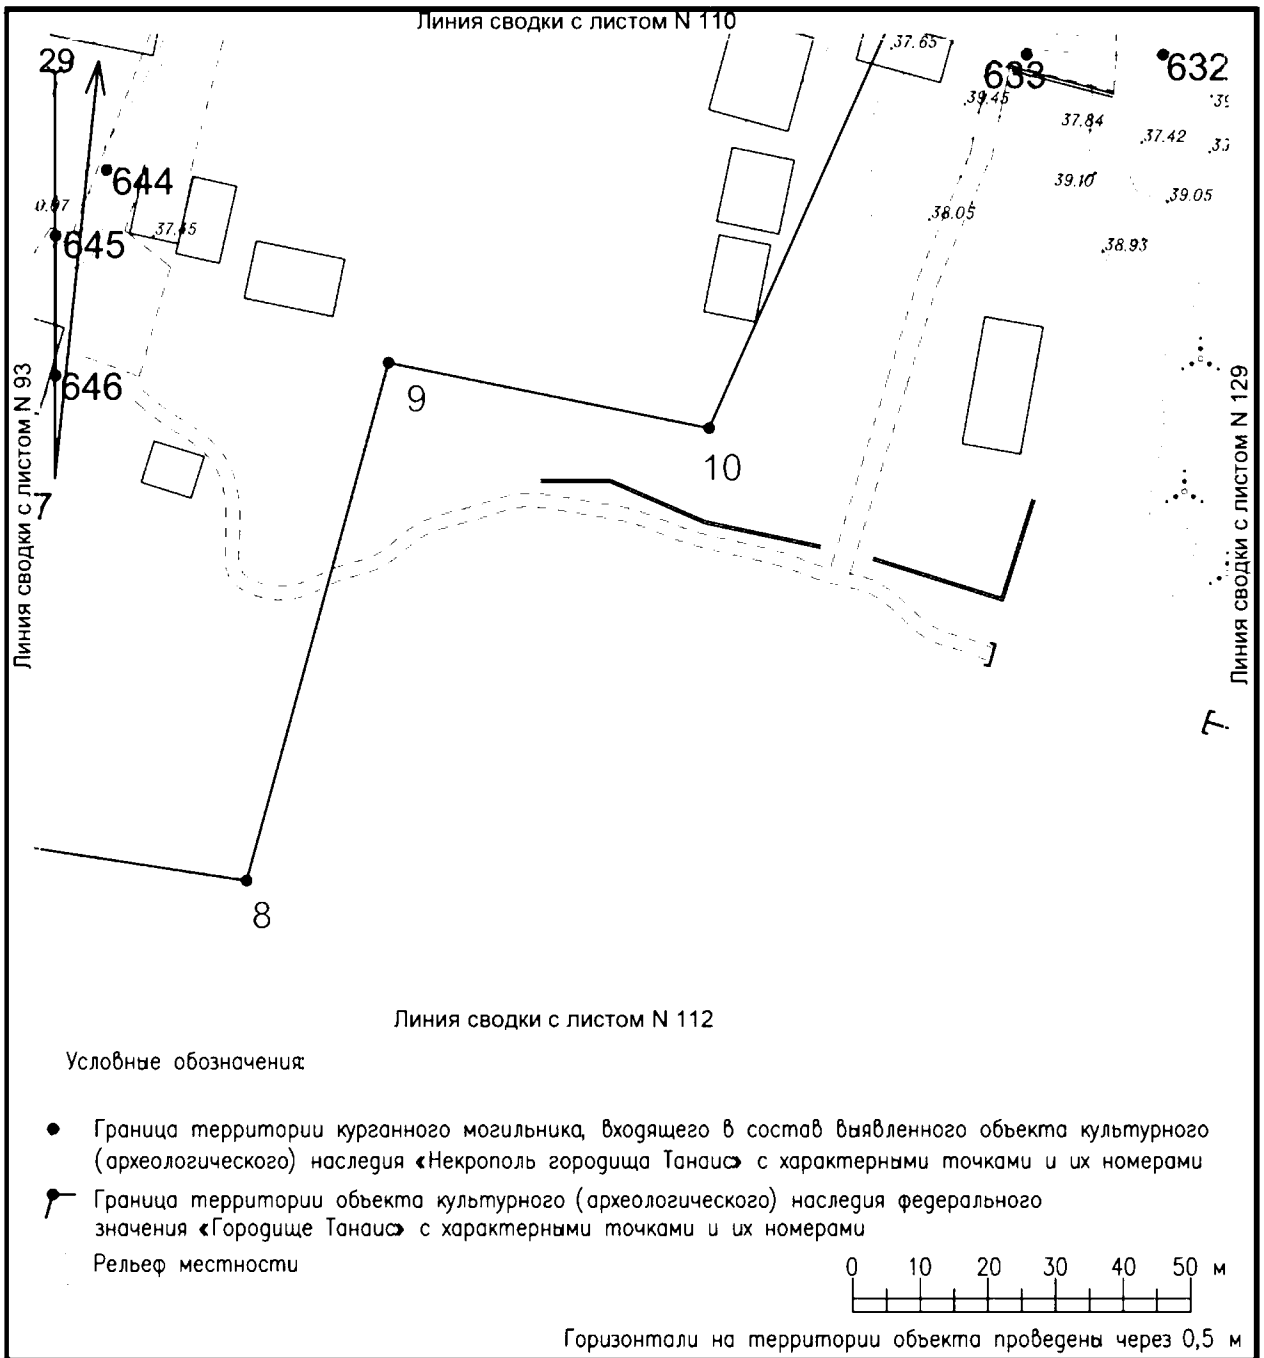 Линия сводки с листом N 110
29
37.65
633
632
39.45
37.84
37.42
644
39.10
39.05
37.45
38.05
645
38.93
Линия сводки с листом N 93
646
9
Линия сводки с листом N 129
10
7
8
Линия сводки с листом N 112
Условные обозначения:
Граница территории курганного могильника, входящего в состав выявленного объекта культурного
(археологического) наследия «Некрополь городища Танаис» с характерными точками и их номерами
Граница территории объекта культурного (археологического) наследия федерального
значения «Городище Танаис» с характерными точками и их номерами
Рельеф местности
0 10 20 30 40 50 м
Горизонтали на территории объекта проведены через 0,5 м